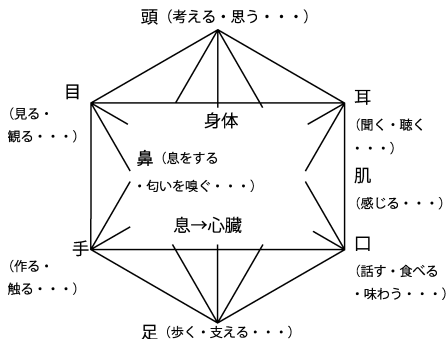 頭（考える・思う・・・）
目
（見る・
観る・・・）
耳
（聞く・聴く
・・・）
身体
鼻（息をする
・匂いを嗅ぐ・・・）
肌
（感じる・・・）
息→心臓
手
（作る・
触る・・・）
口
（話す・食べる
・味わう・・・）
足（歩く・支える・・・）